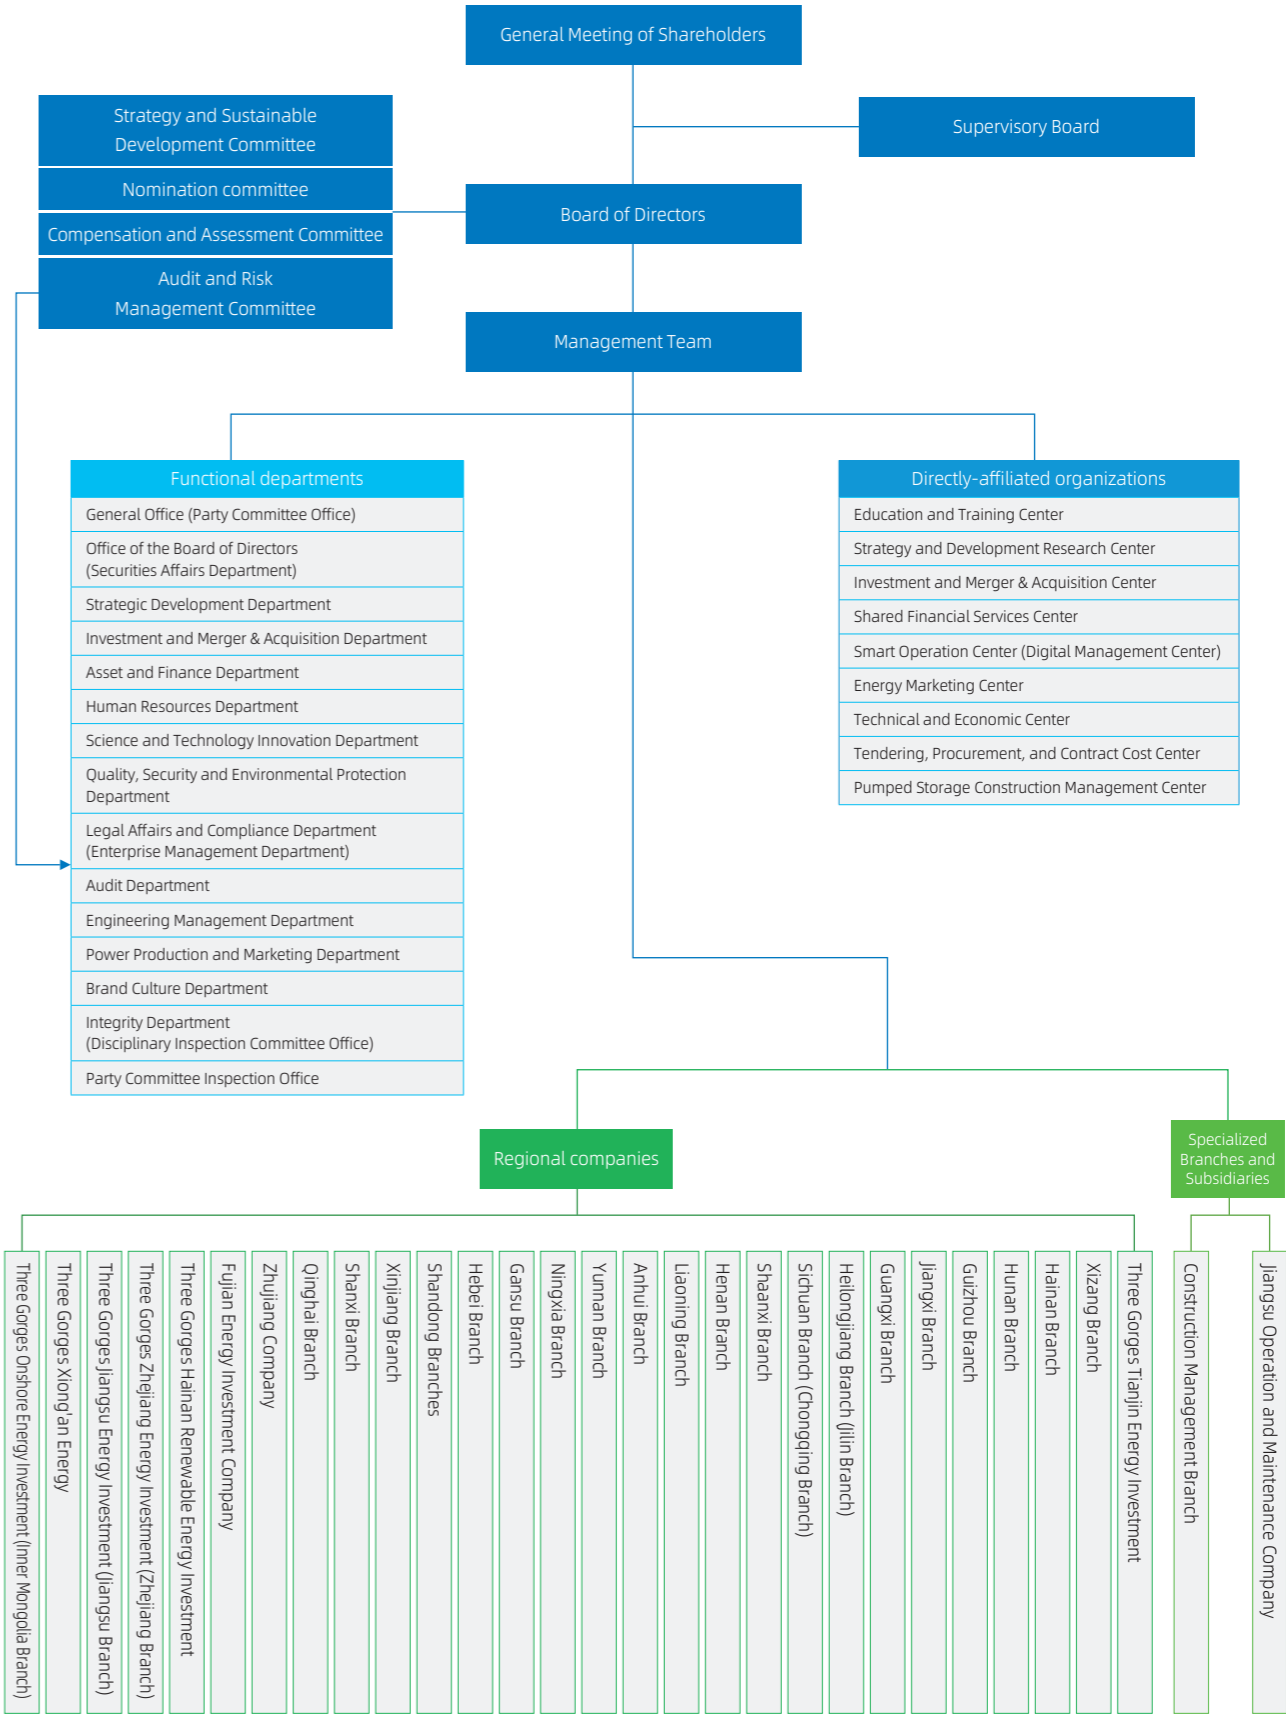 General Meeting of Shareholders
Strategy and Sustainable
Development Committee
Nomination committee
Compensation and Assessment Committee
Audit and Risk
Management Committee
Supervisory Board
Board of Directors
Management Team
Functional departments
General Office (Party Committee Office)
Office of the Board of Directors
(Securities Affairs Department)
Strategic Development Department
Investment and Merger & Acquisition Department
Asset and Finance Department
Human Resources Department
Science and Technology Innovation Department
Quality, Security and Environmental Protection
Department
Legal Affairs and Compliance Department
(Enterprise Management Department)
Audit Department
Engineering Management Department
Power Production and Marketing Department
Brand Culture Department
Integrity Department
(Disciplinary Inspection Committee Office)
Party Committee Inspection Office
Directly-affiliated organizations
Education and Training Center
Strategy and Development Research Center
Investment and Merger & Acquisition Center
Shared Financial Services Center
Smart Operation Center (Digital Management Center)
Energy Marketing Center
Technical and Economic Center
Tendering, Procurement, and Contract Cost Center
Pumped Storage Construction Management Center
Regional companies
Three Gorges Onshore Energy Investment (Inner Mongolia Branch)
Three Gorges Xiong'an Energy
Three Gorges Jiangsu Energy Investment (Jiangsu Branch)
Three Gorges Zhejiang Energy Investment (Zhejiang Branch)
Three Gorges Hainan Renewable Energy Investment
Fujian Energy Investment Company
Zhujiang Company
Qinghai Branch
Shanxi Branch
Xinjiang Branch
Shandong Branches
Hebei Branch
Gansu Branch
Ningxia Branch
Yunnan Branch
Anhui Branch
Liaoning Branch
Henan Branch
Shaanxi Branch
Sichuan Branch (Chongqing Branch)
Heilongjiang Branch (Jilin Branch)
Guangxi Branch
Jiangxi Branch
Guizhou Branch
Hunan Branch
Hainan Branch
Xizang Branch
Three Gorges Tianjin Energy Investment
Specialized
Branches and
Subsidiaries
Construction Management Branch
Jiangsu Operation and Maintenance Company